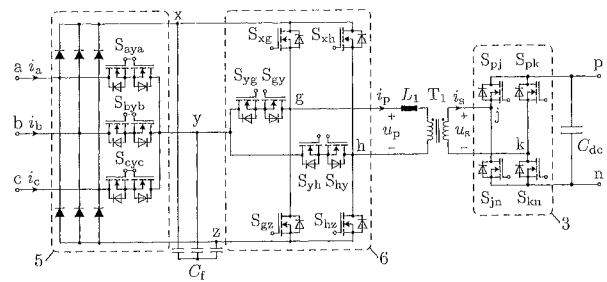 x
S_xg S_xh
S_aya
S_pj S_pk
p
a i_a
S_yg S_gy
g
i_p L_1 T_1 i_s
S_byb
+ +
j
b i_b
y
u_p u_s
C_dc
S_cyc
h
k
− −
c i_c
S_yh S_hy
n
S_jn S_kn
z
S_gz S_hz
3
5
C_f
6